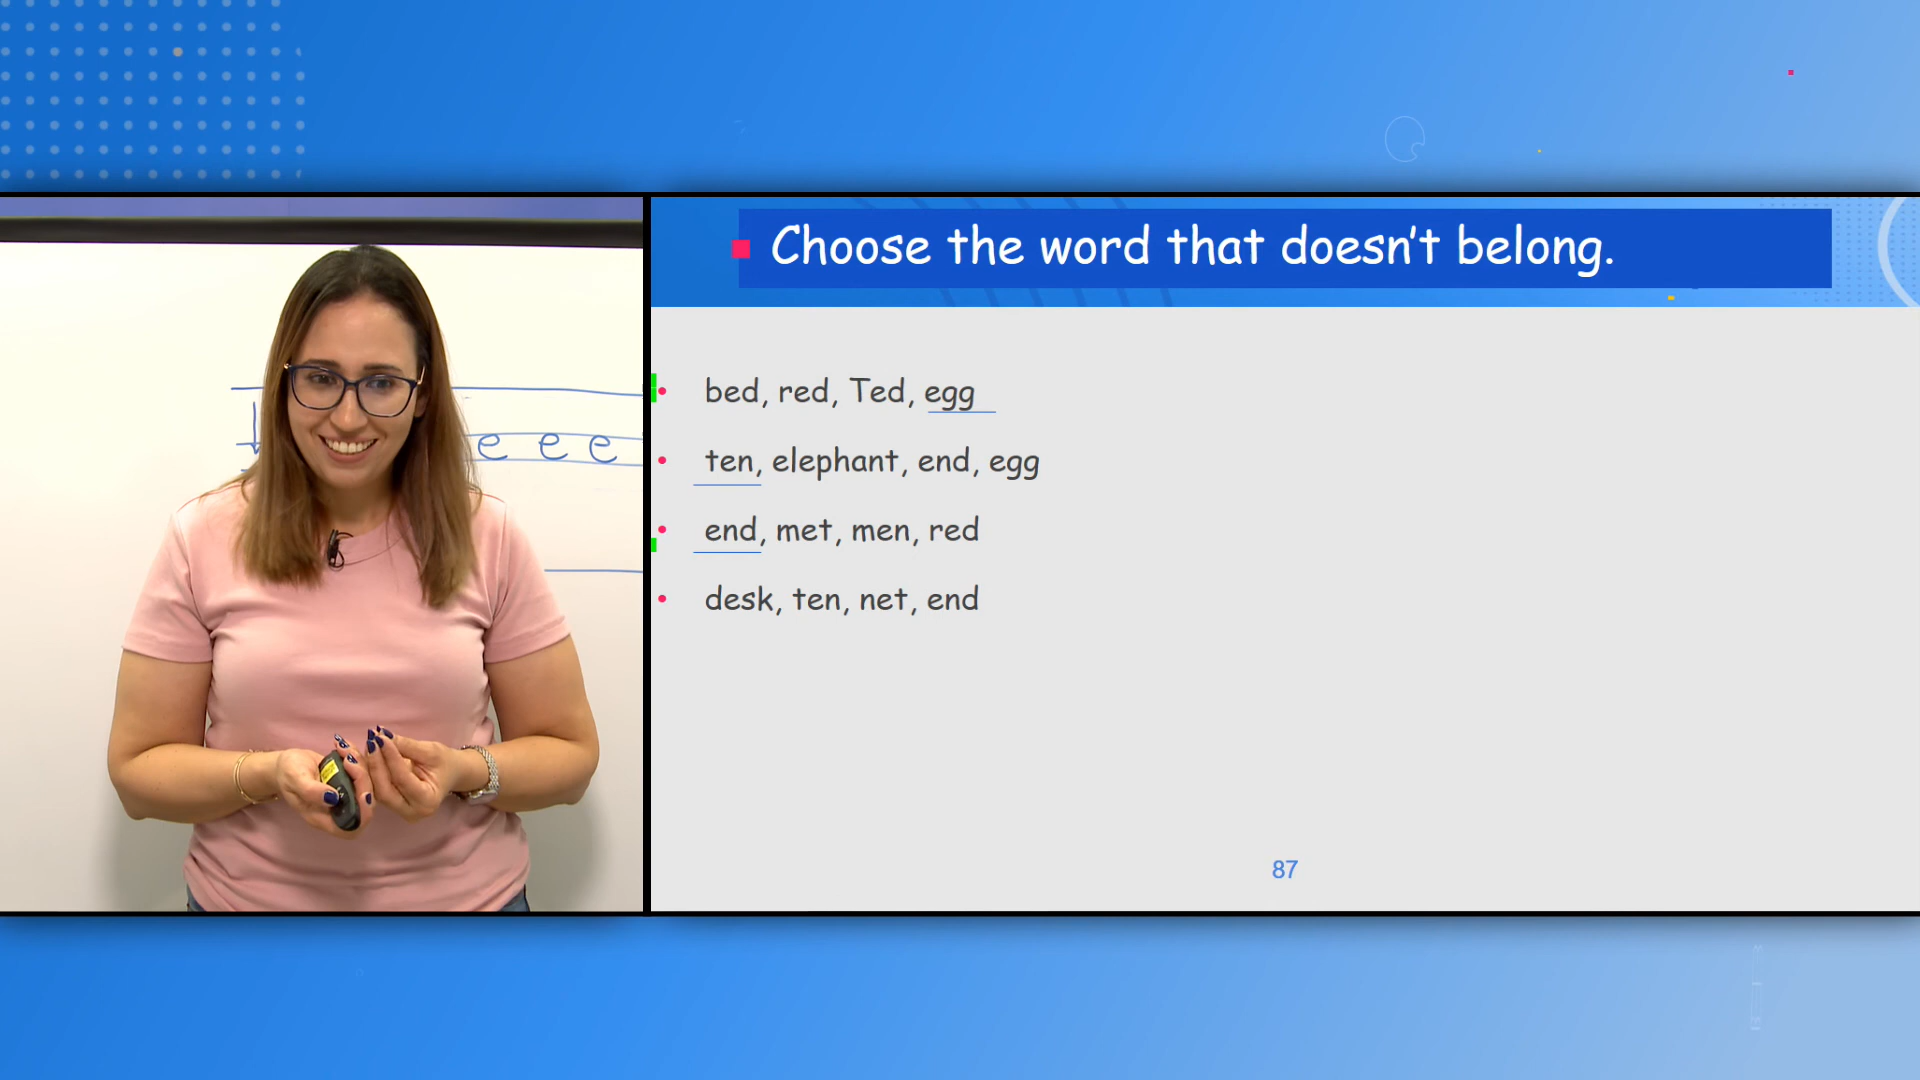 e e e
Choose the word that doesn't belong.
• bed, red, Ted, egg
• ten, elephant, end, egg
• end, met, men, red
• desk, ten, net, end
87